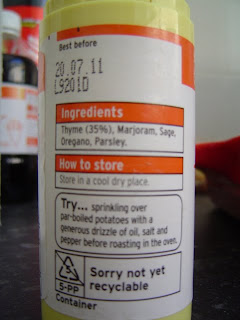 Best before
20.07.11
L9201D
Ingredients
Thyme (35%), Marjoram, Sage,
Oregano, Parsley.
How to store
Store in a cool dry place.
Try... sprinkling over
par-boiled potatoes with a
generous drizzle of oil, salt and
pepper before roasting in the oven.
5
5-PP
Container
Sorry not yet
recyclable